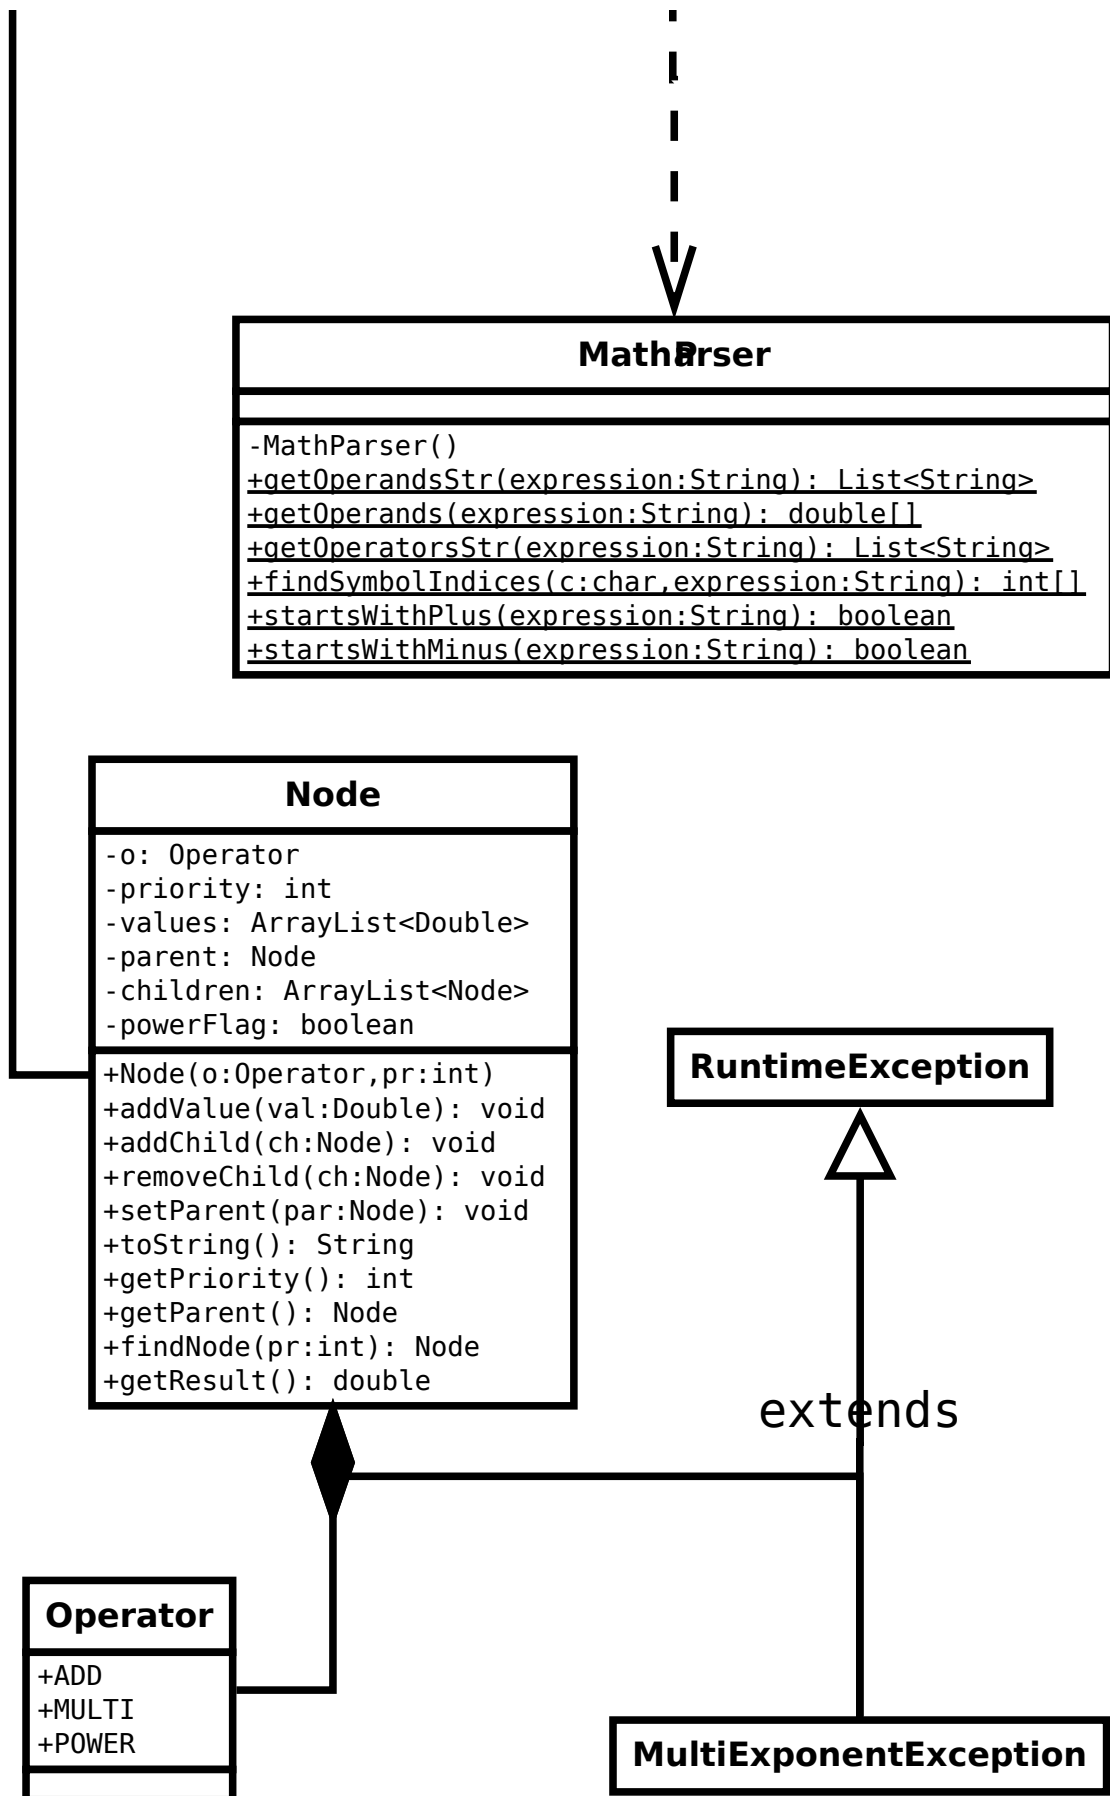 MathParser
-MathParser()
+getOperandsStr(expression:String): List<String>
+getOperands(expression:String): double[]
+getOperatorsStr(expression:String): List<String>
+findSymbolIndices(c:char,expression:String): int[]
+startsWithPlus(expression:String): boolean
+startsWithMinus(expression:String): boolean
Node
-o: Operator
-priority: int
-values: ArrayList<Double>
-parent: Node
-children: ArrayList<Node>
-powerFlag: boolean
+Node(o:Operator,pr:int)
+addValue(val:Double): void
+addChild(ch:Node): void
+removeChild(ch:Node): void
+setParent(par:Node): void
+toString(): String
+getPriority(): int
+getParent(): Node
+findNode(pr:int): Node
+getResult(): double
RuntimeException
extends
Operator
+ADD
+MULTI
+POWER
MultiExponentException